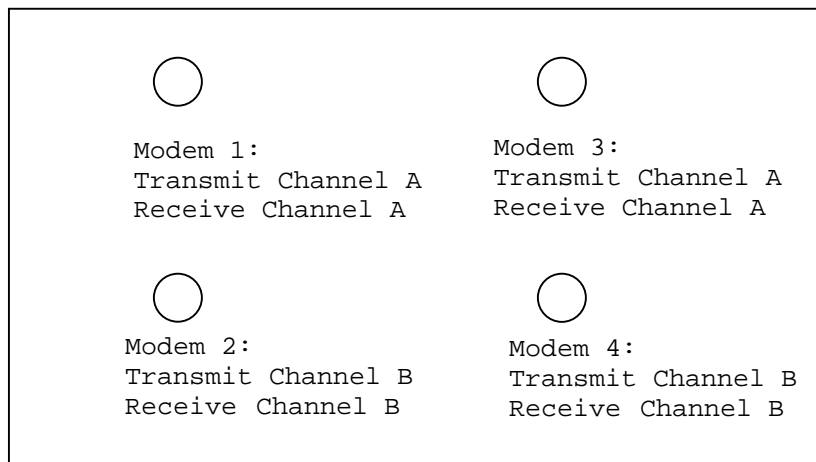 Modem 1:
Transmit Channel A
Receive Channel A
Modem 3:
Transmit Channel A
Receive Channel A
Modem 2:
Transmit Channel B
Receive Channel B
Modem 4:
Transmit Channel B
Receive Channel B